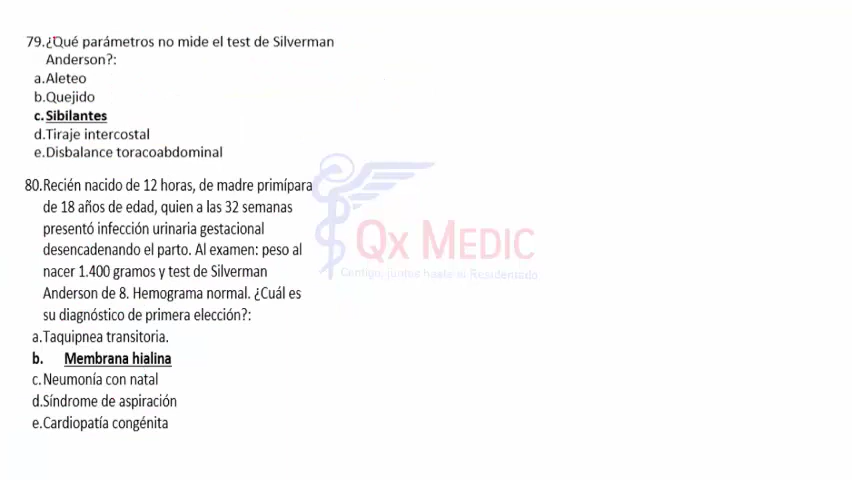 79.¿Qué parámetros no mide el test de Silverman
Anderson?:
a.Aleteo
b.Quejido
c.Sibilantes
d.Tiraje intercostal
e.Disbalance toracoabdominal
80.Recién nacido de 12 horas, de madre primípara
de 18 años de edad, quien a las 32 semanas
presentó infección urinaria gestacional
desencadenando el parto. Al examen: peso al
nacer 1.400 gramos y test de Silverman
Anderson de 8. Hemograma normal. ¿Cuál es
su diagnóstico de primera elección?:
a.Taquipnea transitoria.
b. Membrana hialina
c.Neumonía con natal
d.Síndrome de aspiración
e.Cardiopatía congénita
QX MEDIC
Contigo, juntos hasta el Residentado